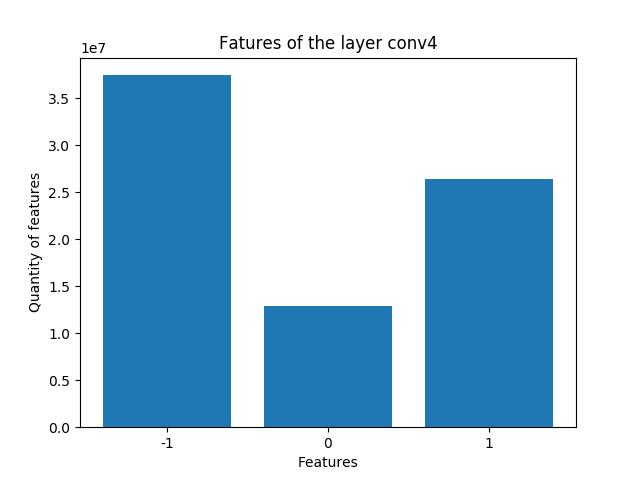 Fatures of the layer conv4
1e7
3.5
3.0
2.5
2.0
1.5
1.0
0.5
0.0
Quantity of features
-1 0 1
Features